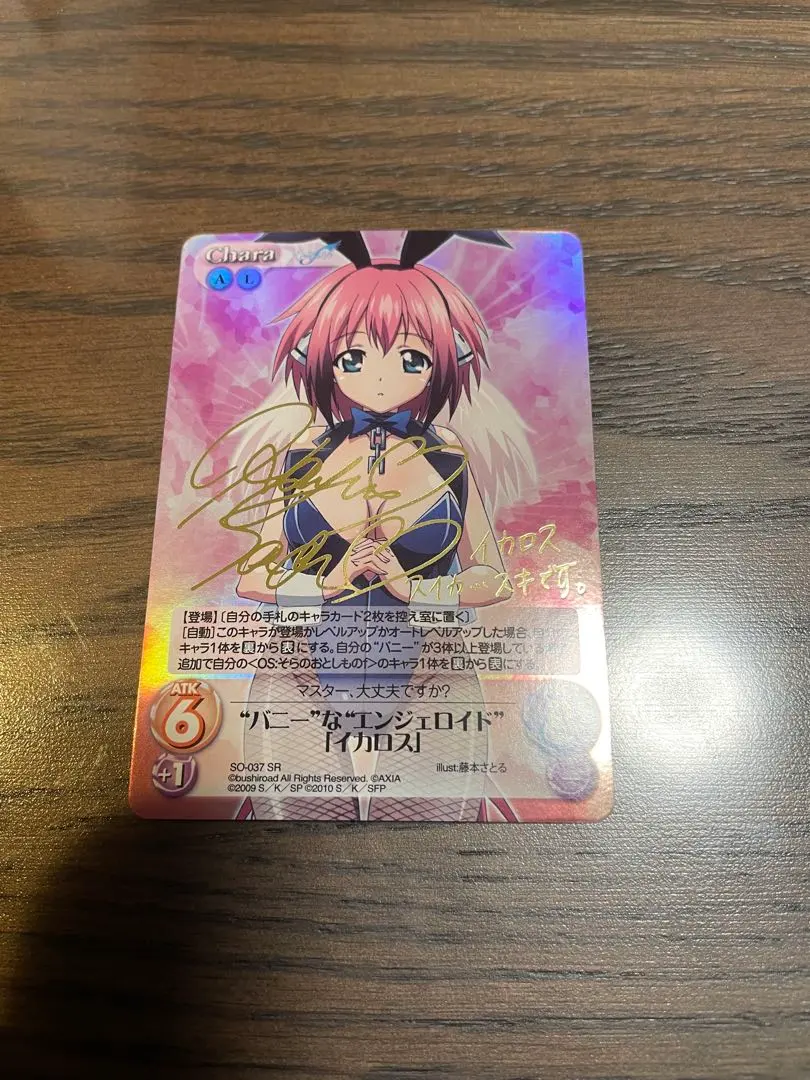 Chara
A L
イカロス
スイカ…スキです。
【登場】〔自分の手札のキャラカード2枚を控え室に置く〕
[自動]このキャラが登場かレベルアップかオートレベルアップした場合、自分の
キャラ1体を裏から表にする。自分の“バニー”が3体以上登場している
追加で自分の<OS:そらのおとしものf>のキャラ1体を裏から表にする。
ATK
6
+1
マスター、大丈夫ですか?
“バニー”な“エンジェロイド”
「イカロス」
SO-037 SR
illust:藤本さとる
©bushiroad All Rights Reserved. ©AXIA
©2009 S/K/SP ©2010 S/K/SFP